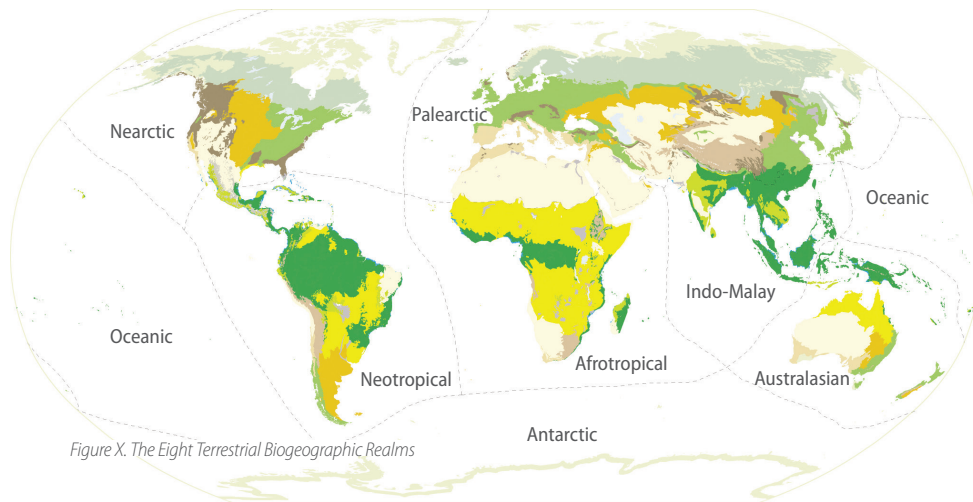 Nearctic
Palearctic
Oceanic
Indo-Malay
Oceanic
Neotropical
Afrotropical
Australasian
Antarctic
Figure X. The Eight Terrestrial Biogeographic Realms